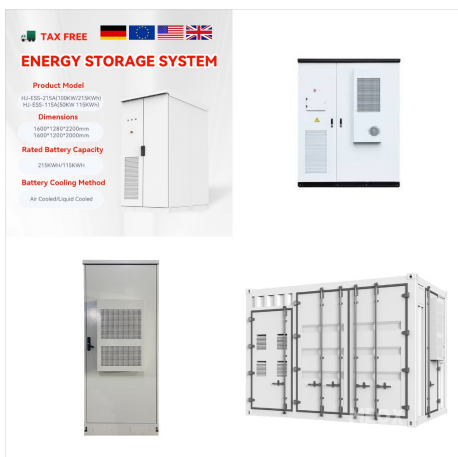 TAX FREE
ENERGY STORAGE SYSTEM
Product Model
HJ-ESS-215A(100KW/215KWh)
HJ-ESS-115A(50KW 115KWh)
Dimensions
1600*1280*2200mm
1600*1200*2000mm
Rated Battery Capacity
215KWH/115KWH
Battery Cooling Method
Air Cooled/Liquid Cooled